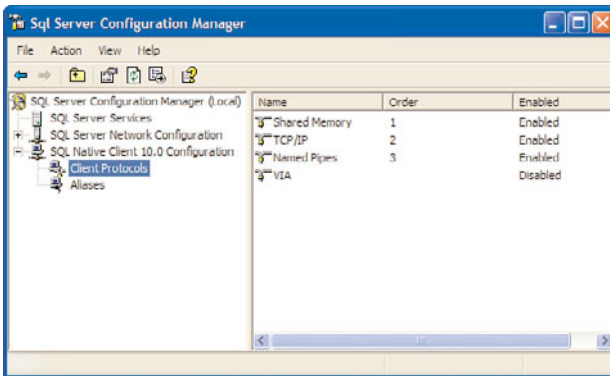 Sql Server Configuration Manager
File Action View Help
SQL Server Configuration Manager (Local)
SQL Server Services
SQL Server Network Configuration
SQL Native Client 10.0 Configuration
Client Protocols
Aliases
Name Order Enabled
Shared Memory 1 Enabled
TCP/IP 2 Enabled
Named Pipes 3 Enabled
VIA Disabled